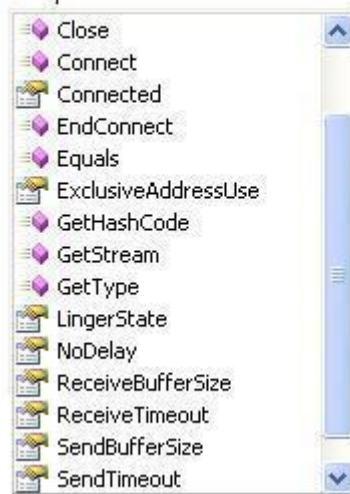 Close
Connect
Connected
EndConnect
Equals
ExclusiveAddressUse
GetHashCode
GetStream
GetType
LingerState
NoDelay
ReceiveBufferSize
ReceiveTimeout
SendBufferSize
SendTimeout